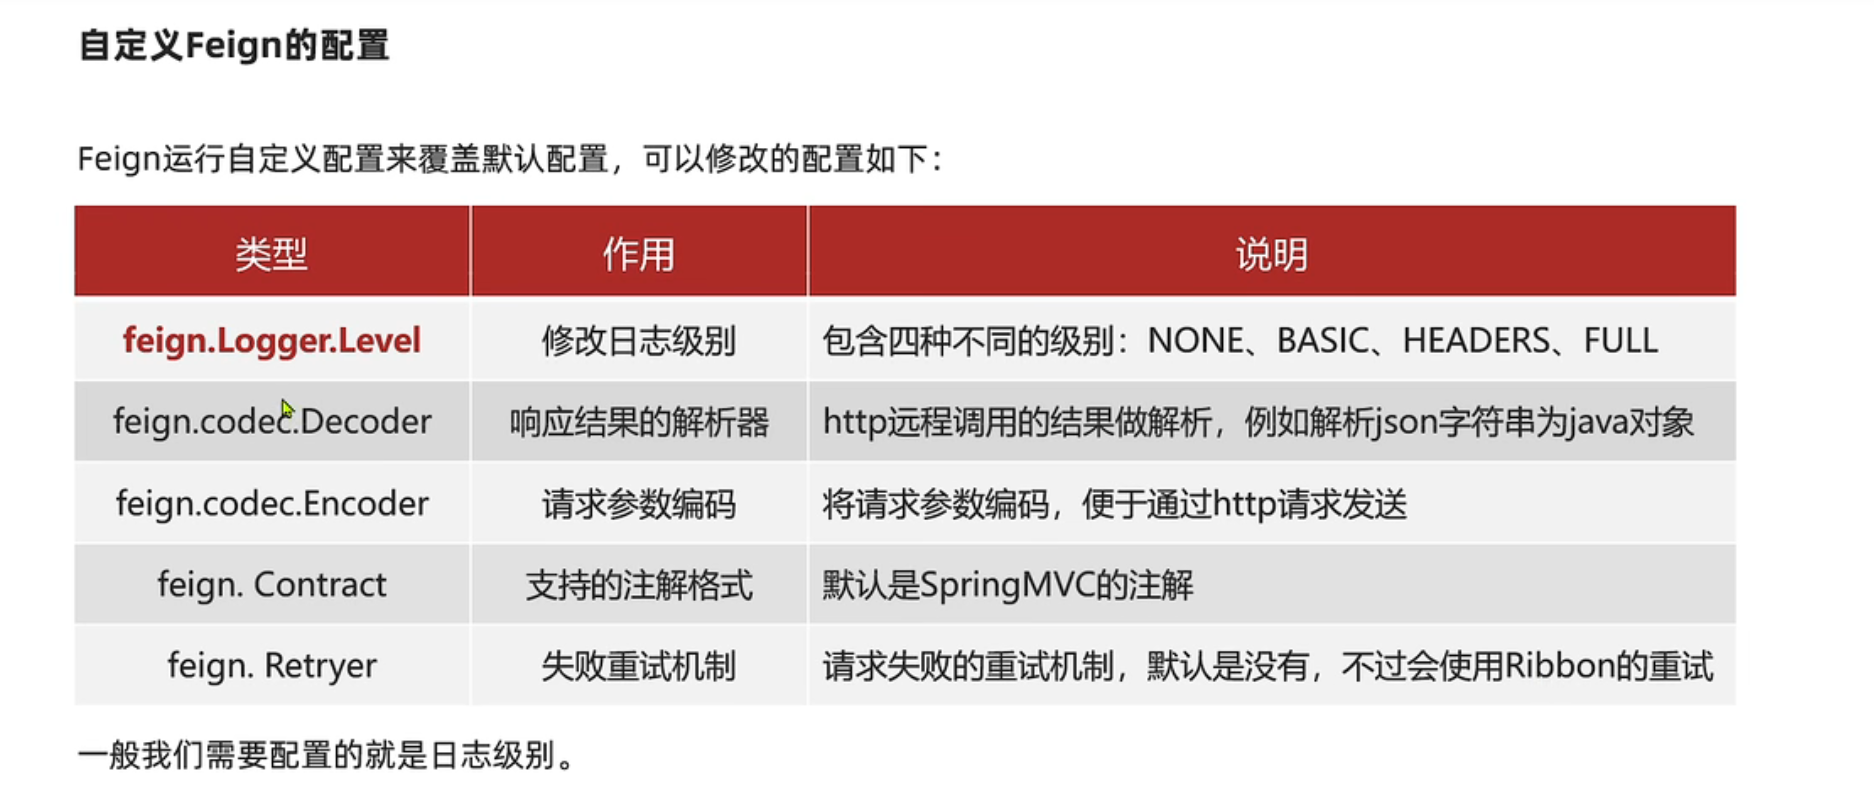 自定义Feign的配置
Feign运行自定义配置来覆盖默认配置，可以修改的配置如下：
类型 作用 说明
feign.Logger.Level 修改日志级别 包含四种不同的级别：NONE、BASIC、HEADERS、FULL
feign.codec.Decoder 响应结果的解析器 http远程调用的结果做解析，例如解析json字符串为java对象
feign.codec.Encoder 请求参数编码 将请求参数编码，便于通过http请求发送
feign. Contract 支持的注解格式 默认是SpringMVC的注解
feign. Retryer 失败重试机制 请求失败的重试机制，默认是没有，不过会使用Ribbon的重试
一般我们需要配置的就是日志级别。